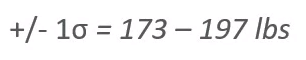 +/- 1σ = 173 – 197 lbs